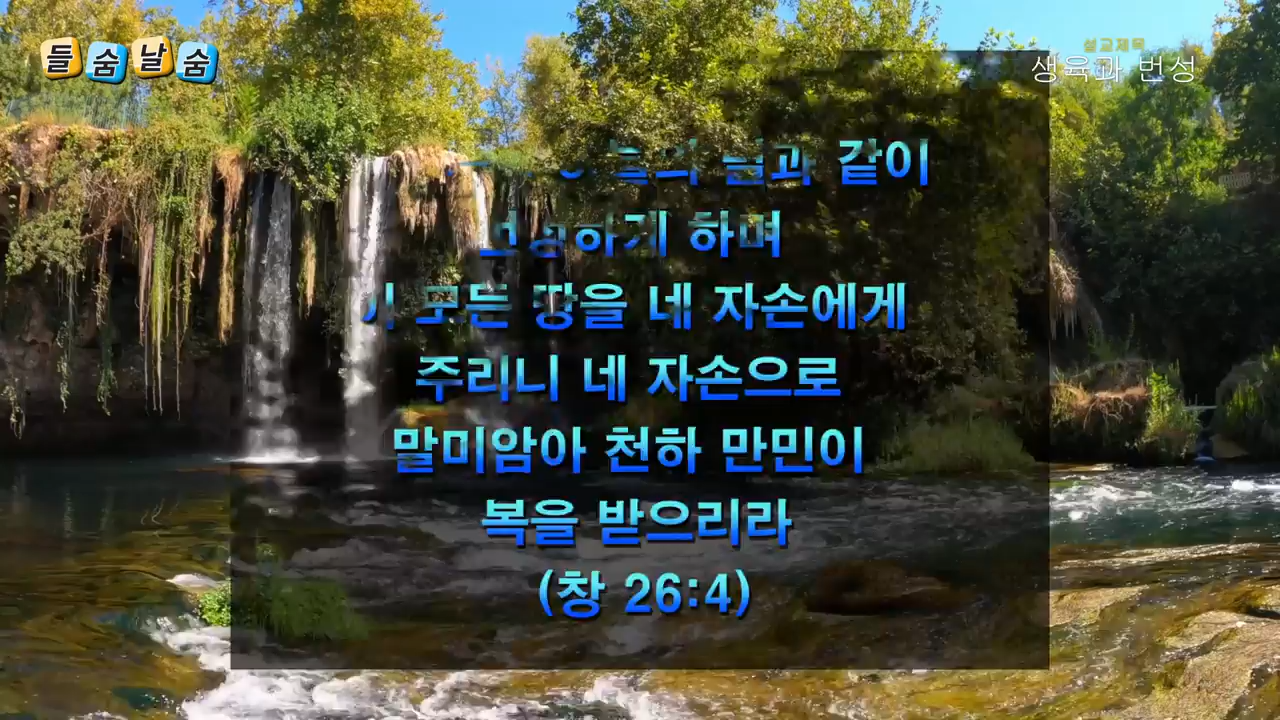 들숨날숨
설교제목
생육과 번성
같이
하며
모든 땅을 네 자손에게
주리니 네 자손으로
말미암아 천하 만민이
복을 받으리라
(창 26:4)